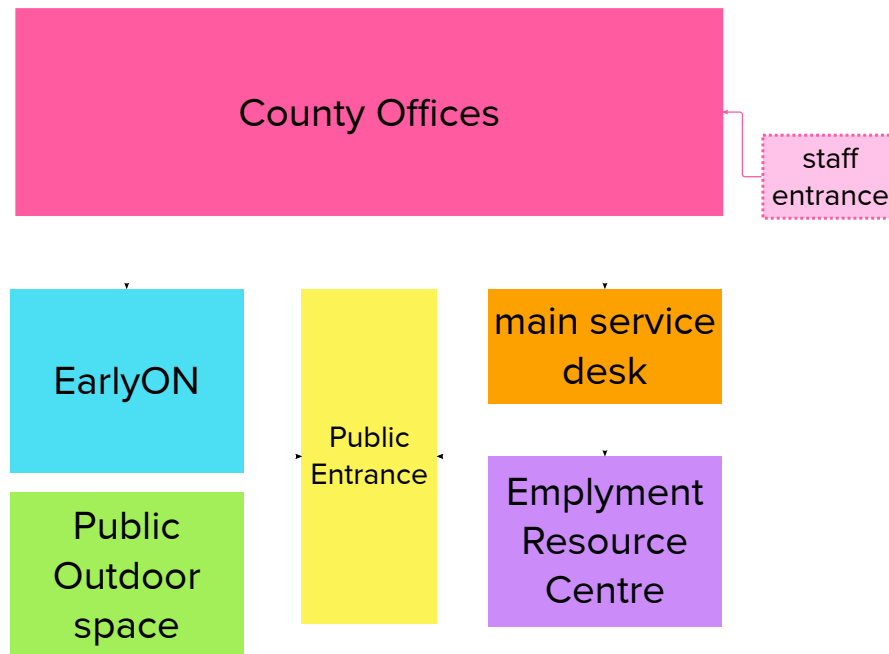 County Offices
staff
entrance
EarlyON
Public
Outdoor
space
Public
Entrance
main service
desk
Emplyment
Resource
Centre